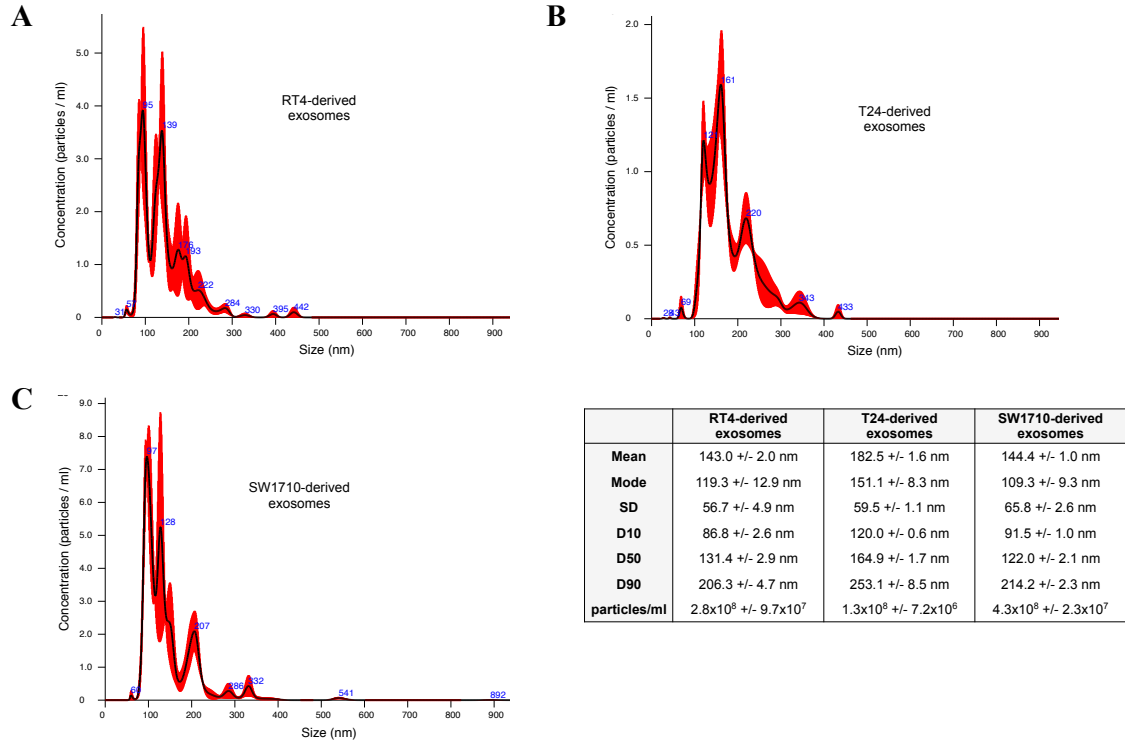 A
Concentration (particles / ml)
5.0
4.0
3.0
2.0
1.0
0
RT4-derived
exosomes
31
57
95
139
176
193
222
284
330
395
442
0 100 200 300 400 500 600 700 800 900
Size (nm)
B
Concentration (particles / ml)
2.0
1.5
1.0
0.5
0
T24-derived
exosomes
28
43
69
161
220
343
433
0 100 200 300 400 500 600 700 800 900
Size (nm)
C
Concentration (particles / ml)
9.0
8.0
7.0
6.0
5.0
4.0
3.0
2.0
1.0
0
SW1710-derived
exosomes
60
97
128
207
286
332
541
892
0 100 200 300 400 500 600 700 800 900
Size (nm)
RT4-derived exosomes T24-derived exosomes SW1710-derived exosomes
Mean 143.0 +/- 2.0 nm 182.5 +/- 1.6 nm 144.4 +/- 1.0 nm
Mode 119.3 +/- 12.9 nm 151.1 +/- 8.3 nm 109.3 +/- 9.3 nm
SD 56.7 +/- 4.9 nm 59.5 +/- 1.1 nm 65.8 +/- 2.6 nm
D10 86.8 +/- 2.6 nm 120.0 +/- 0.6 nm 91.5 +/- 1.0 nm
D50 131.4 +/- 2.9 nm 164.9 +/- 1.7 nm 122.0 +/- 2.1 nm
D90 206.3 +/- 4.7 nm 253.1 +/- 8.5 nm 214.2 +/- 2.3 nm
particles/ml 2.8x10⁸ +/- 9.7x10⁷ 1.3x10⁸ +/- 7.2x10⁶ 4.3x10⁸ +/- 2.3x10⁷